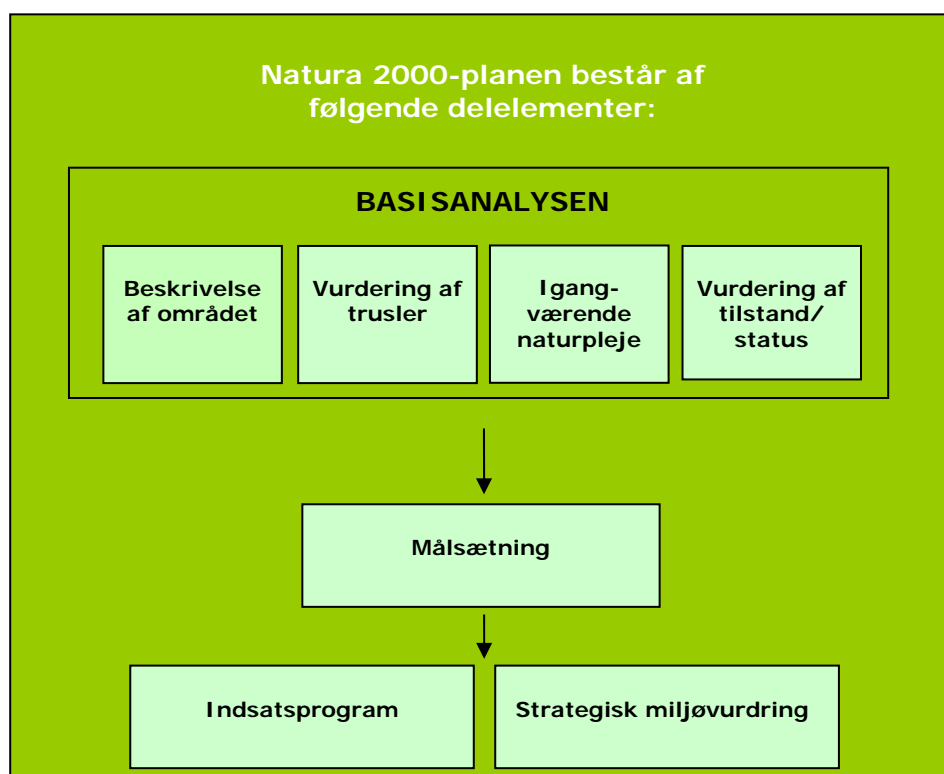 Natura 2000-planen består af
følgende delelementer:
BASISANALYSEN
Beskrivelse
af området
Vurdering af
trusler
Igang-
værende
naturpleje
Vurdering af
tilstand/
status
Målsætning
Indsatsprogram
Strategisk miljøvurdring